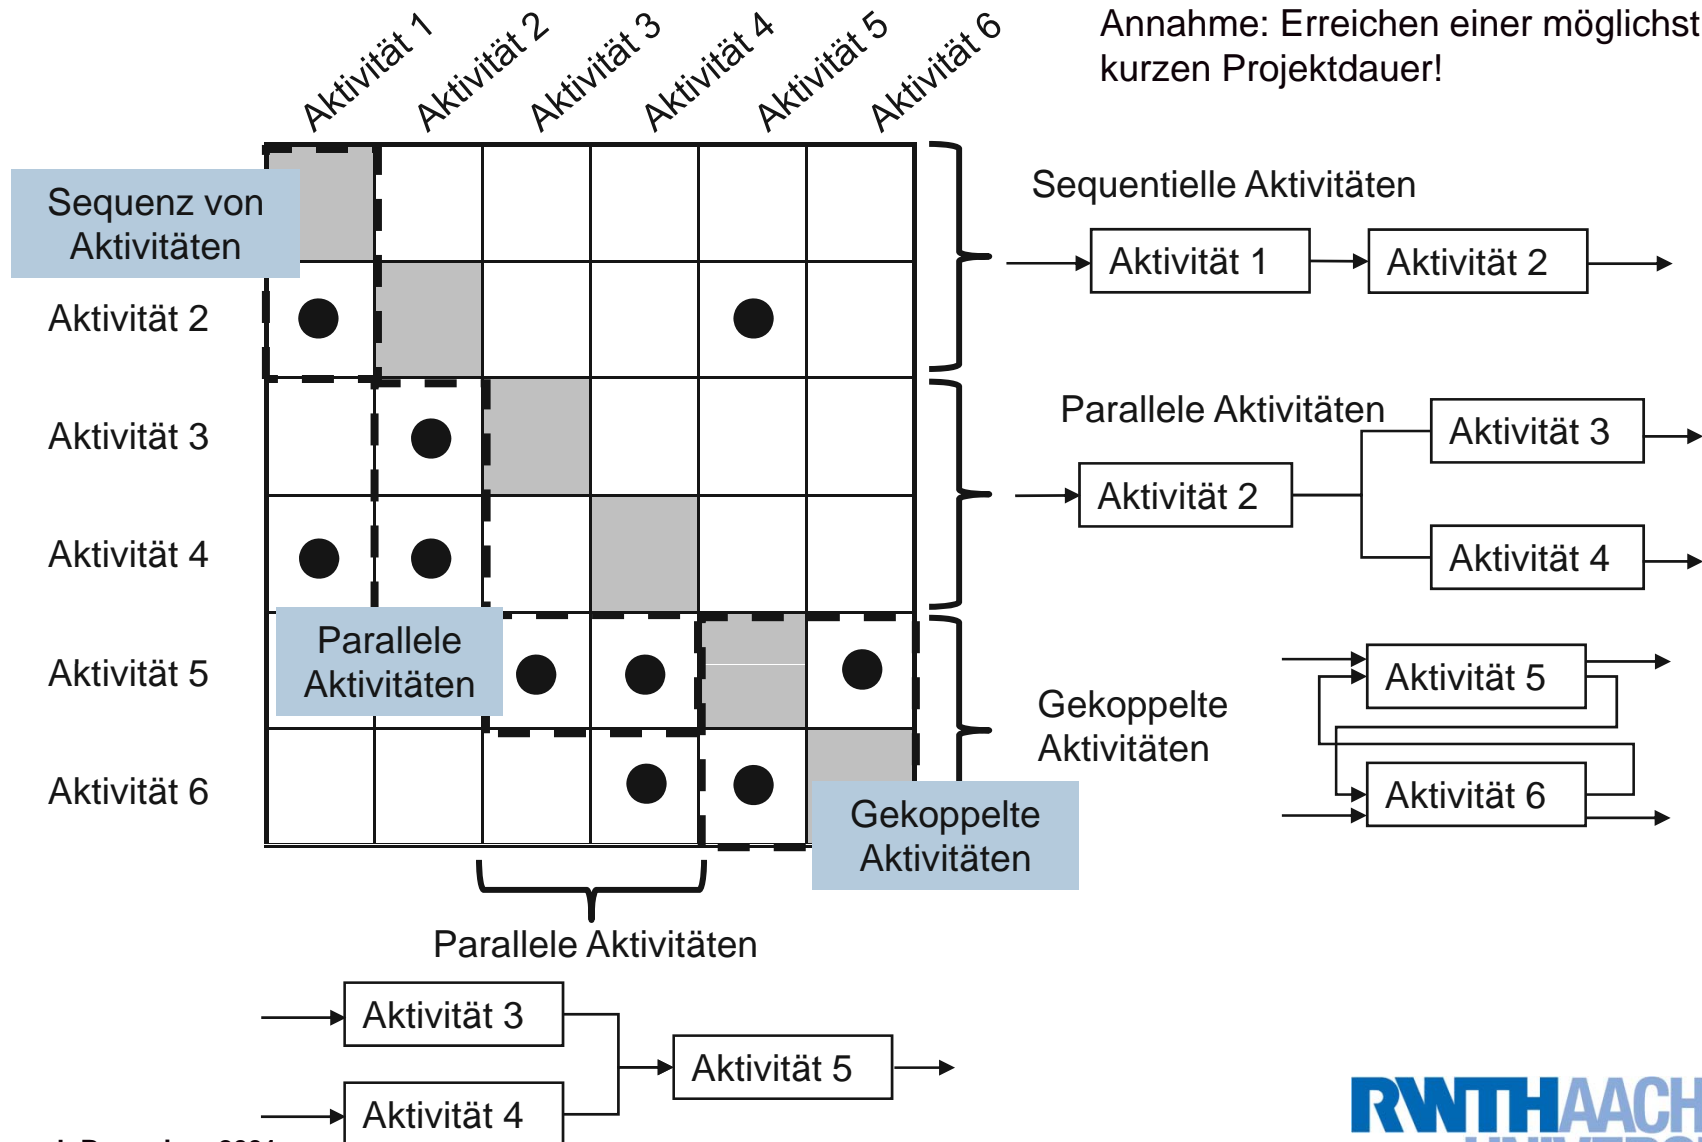 Aktivität 1
Aktivität 2
Aktivität 3
Aktivität 4
Aktivität 5
Aktivität 6
Annahme: Erreichen einer möglichst
kurzen Projektdauer!
Sequenz von
Aktivitäten
Aktivität 2
Aktivität 3
Aktivität 4
Aktivität 5
Aktivität 6
Parallele
Aktivitäten
Gekoppelte
Aktivitäten
Sequentielle Aktivitäten
Aktivität 1
Aktivität 2
Parallele Aktivitäten
Aktivität 3
Aktivität 2
Aktivität 4
Gekoppelte
Aktivitäten
Aktivität 5
Aktivität 6
Parallele Aktivitäten
Aktivität 3
Aktivität 5
Aktivität 4
RWTHAACH